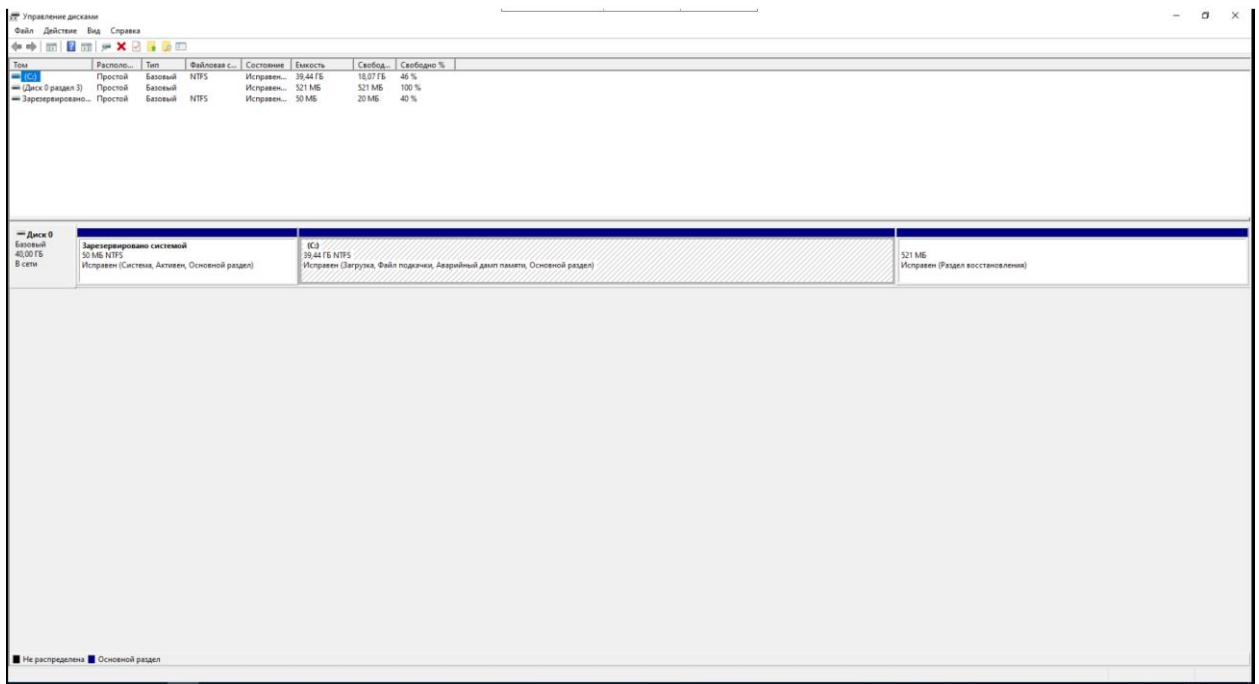 Управление дисками
Файл Действие Вид Справка
Том Располо... Тип Файловая с... Состояние Емкость Свобод... Свободно %
(C:) Простой Базовый NTFS Исправен... 39,44 ГБ 18,07 ГБ 46 %
(Диск 0 раздел 3) Простой Базовый Исправен... 521 МБ 521 МБ 100 %
Зарезервировано... Простой Базовый NTFS Исправен... 50 МБ 20 МБ 40 %
Диск 0
Базовый
40,00 ГБ
В сети
Зарезервировано системой
50 МБ NTFS
Исправен (Система, Активен, Основной раздел)
(C:)
39,44 ГБ NTFS
Исправен (Загрузка, Файл подкачки, Аварийный дамп памяти, Основной раздел)
521 МБ
Исправен (Раздел восстановления)
Не распределена Основной раздел